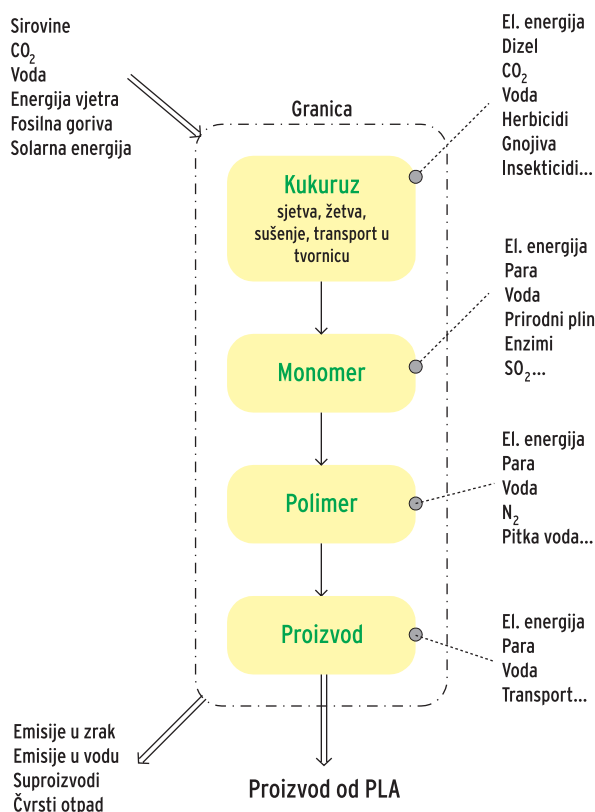 Sirovine
CO2
Voda
Energija vjetra
Fosilna goriva
Solarna energija
El. energija
Dizel
CO2
Voda
Herbicidi
Gnojiva
Insekticidi...
Granica
Kukuruz
sjetva, žetva,
sušenje, transport u
tvornicu
El. energija
Para
Voda
Prirodni plin
Enzimi
SO2...
Monomer
El. energija
Para
Voda
N2
Pitka voda...
Polimer
El. energija
Para
Voda
Transport...
Proizvod
Emisije u zrak
Emisije u vodu
Suproizvodi
Čvrsti otpad
Proizvod od PLA